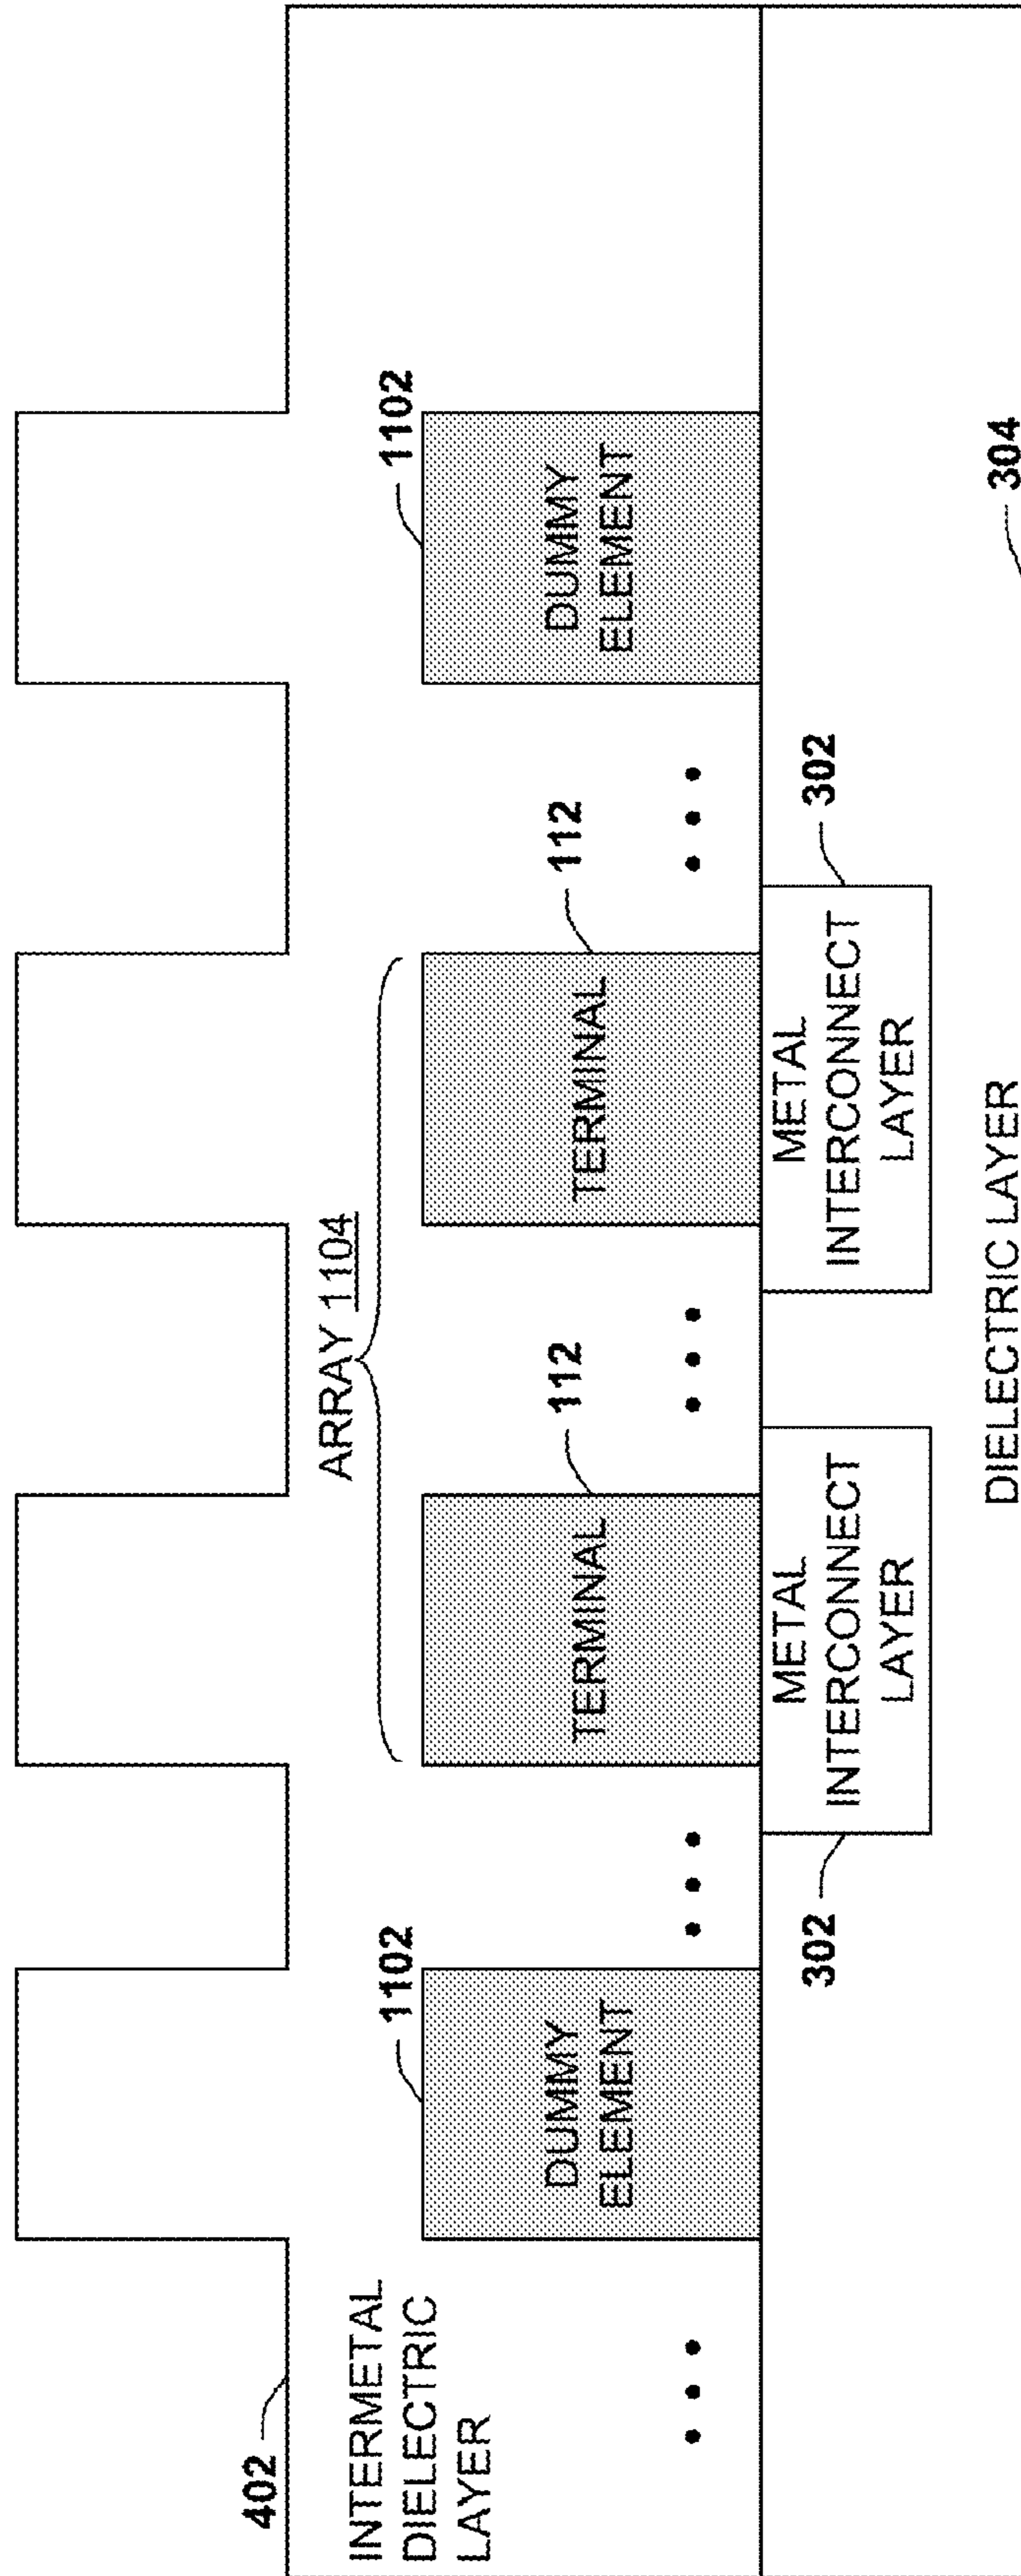 402
INTERMETAL
DIELECTRIC
LAYER
1102
DUMMY
ELEMENT
ARRAY 1104
TERMINAL
112
TERMINAL
112
1102
DUMMY
ELEMENT
302
METAL
INTERCONNECT
LAYER
METAL
INTERCONNECT
LAYER
302
DIELECTRIC LAYER
304